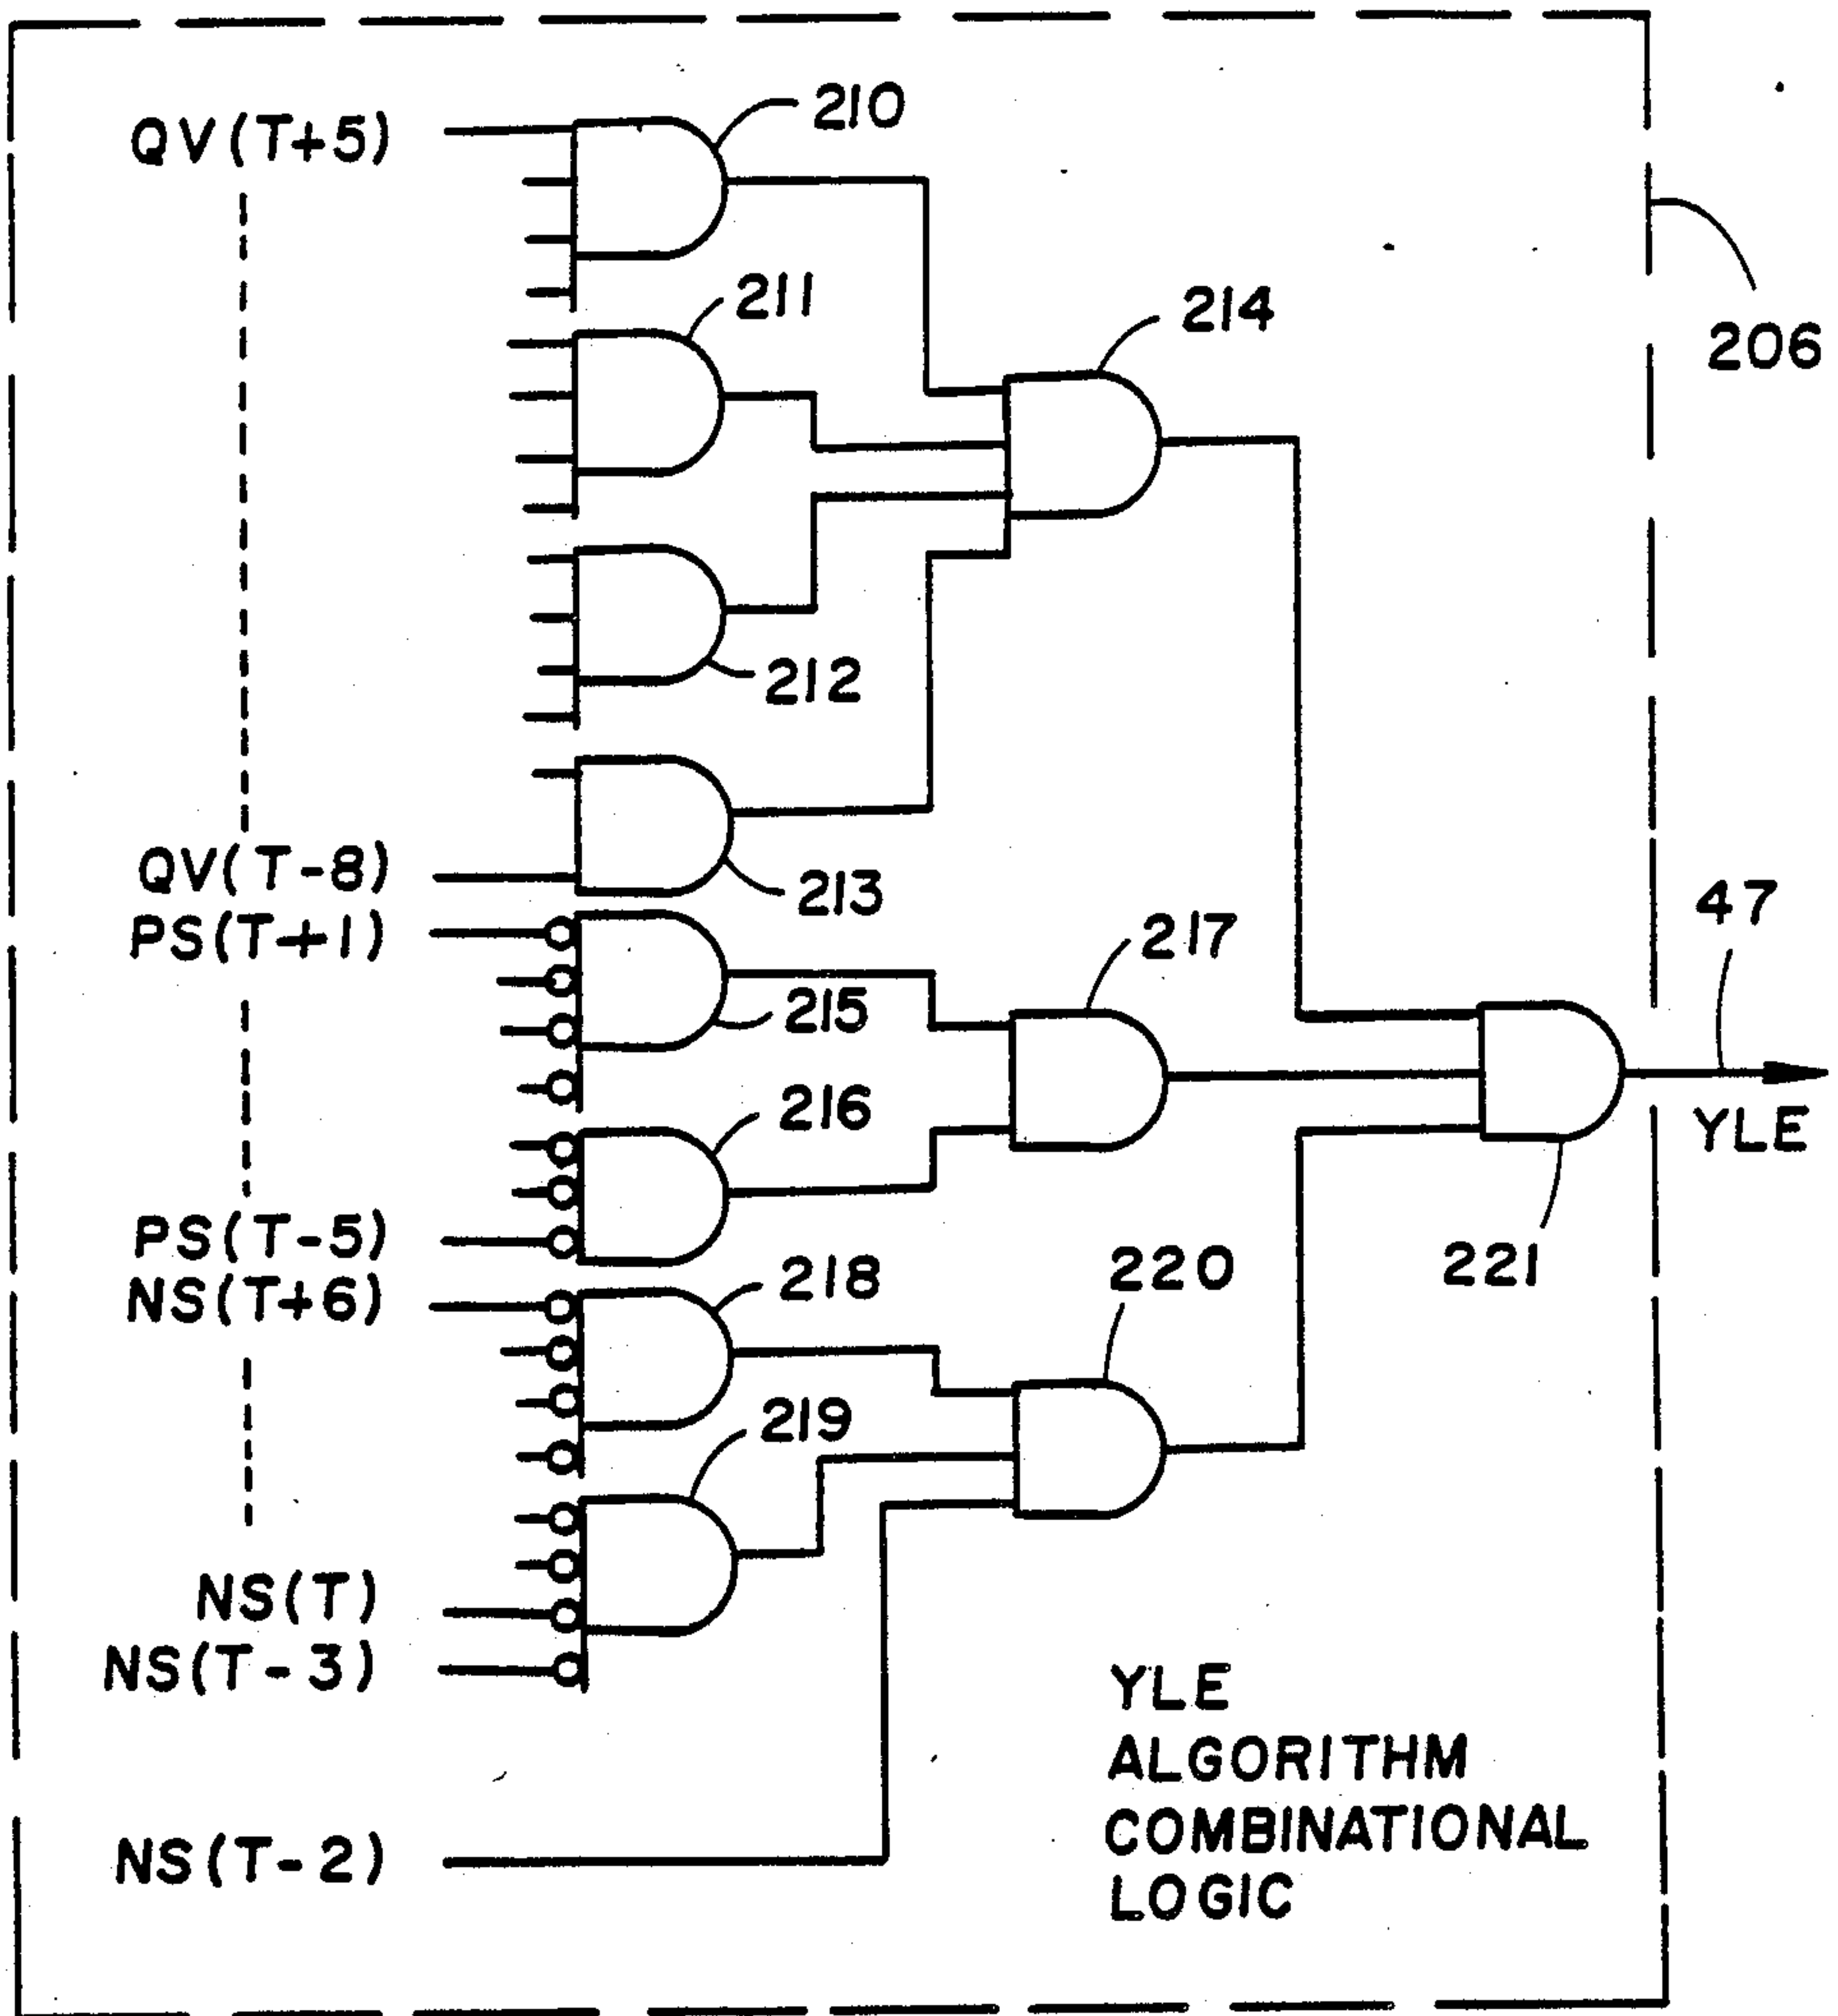 QV(T+5)
210
211
214
206
212
QV(T-8)
213
47
PS(T+1)
217
215
216
YLE
PS(T-5)
218
220
221
NS(T+6)
219
NS(T)
NS(T-3)
YLE
ALGORITHM
COMBINATIONAL
LOGIC
NS(T-2)